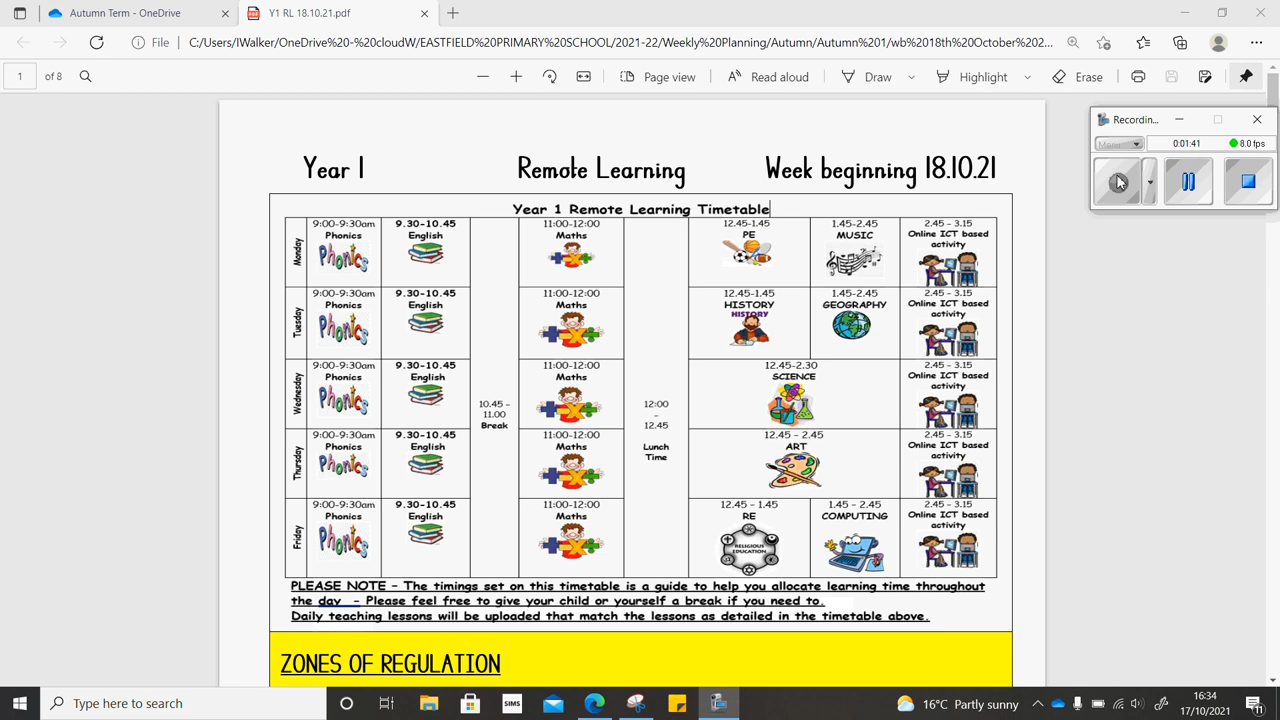 Autumn Term - OneDrive
Y1 RL 18.10.21.pdf
File
C:/Users/IWalker/OneDrive%20-%20cloudW/EASTFIELD%20PRIMARY%20SCHOOL/2021-22/Weekly%20Planning/Autumn/Autumn%201/wb%2018th%20October%202...
1 of 8
Page view
Read aloud
Draw
Highlight
Erase
Recordin...
Menu
0:01:41
8.0 fps
Year 1 Remote Learning Week beginning 18.10.21
Year 1 Remote Learning Timetable
Monday
9:00-9:30am
Phonics
Phonics
9.30-10.45
English
11:00-12:00
Maths
12.45-1.45
PE
1.45-2.45
MUSIC
2.45 - 3.15
Online ICT based
activity
Tuesday
9:00-9:30am
Phonics
Phonics
9.30-10.45
English
11:00-12:00
Maths
12.45-1.45
HISTORY
HISTORY
1.45-2.45
GEOGRAPHY
2.45 - 3.15
Online ICT based
activity
Wednesday
9:00-9:30am
Phonics
Phonics
9.30-10.45
English
10.45 -
11.00
Break
11:00-12:00
Maths
12:00
-
12.45
Lunch
Time
12.45-2.30
SCIENCE
2.45 - 3.15
Online ICT based
activity
Thursday
9:00-9:30am
Phonics
Phonics
9.30-10.45
English
11:00-12:00
Maths
12.45 - 2.45
ART
2.45 - 3.15
Online ICT based
activity
Friday
9:00-9:30am
Phonics
Phonics
9.30-10.45
English
11:00-12:00
Maths
12.45 - 1.45
RE
RELIGIOUS
EDUCATION
1.45 - 2.45
COMPUTING
2.45 - 3.15
Online ICT based
activity
PLEASE NOTE - The timings set on this timetable is a guide to help you allocate learning time throughout
the day - Please feel free to give your child or yourself a break if you need to.
Daily teaching lessons will be uploaded that match the lessons as detailed in the timetable above.
ZONES OF REGULATION
Type here to search
SIMS
16°C Partly sunny
16:34
17/10/2021
11